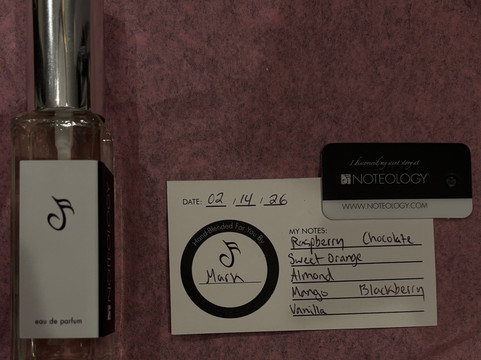 eau de parfum
NOTEOLOGY
I discovered my scent story at
NOTEOLOGY
WWW.NOTEOLOGY.COM
DATE: 02 / 14 / 26
Hand Blended For You By
Mark
MY NOTES:
Raspberry Chocolate
Sweet Orange
Almond
Mango Blackberry
Vanilla